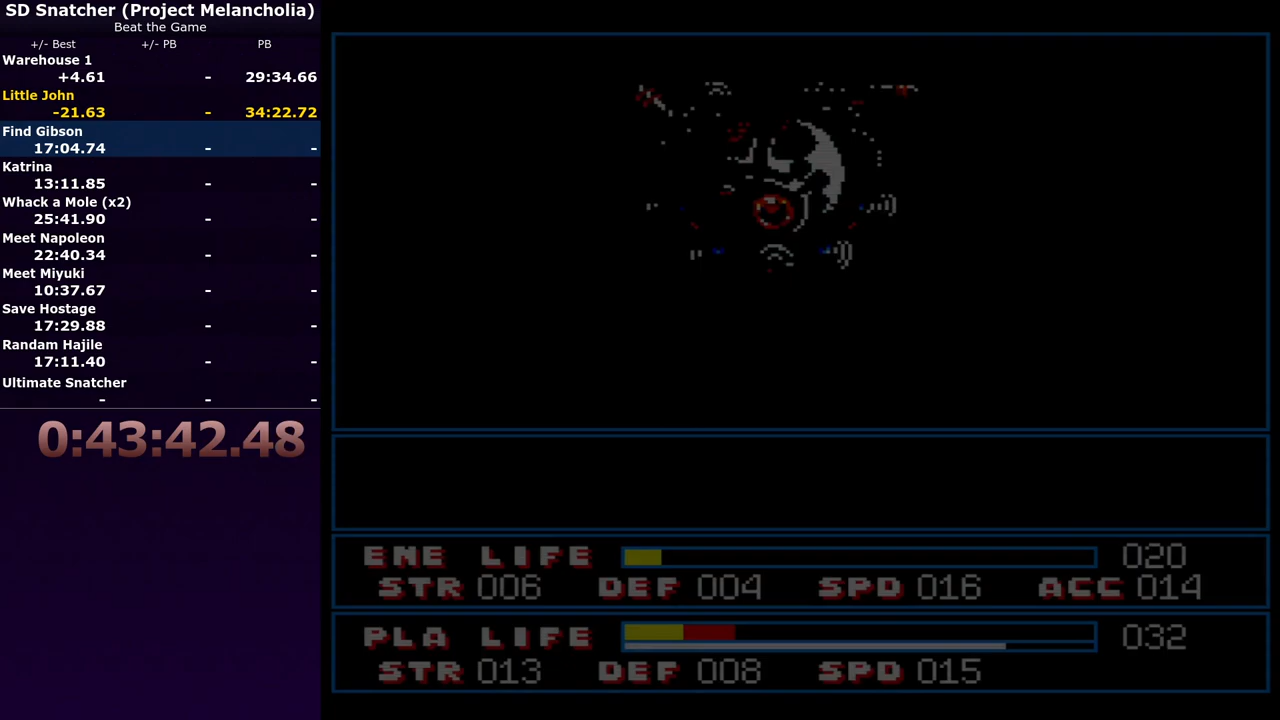 SD Snatcher (Project Melancholia)
Beat the Game
+/- Best +/- PB PB
Warehouse 1
+4.61 - 29:34.66
Little John
-21.63 - 34:22.72
Find Gibson
17:04.74 - -
Katrina
13:11.85 - -
Whack a Mole (x2)
25:41.90 - -
Meet Napoleon
22:40.34 - -
Meet Miyuki
10:37.67 - -
Save Hostage
17:29.88 - -
Randam Hajile
17:11.40 - -
Ultimate Snatcher
- - -
0:43:42.48
ENE LIFE 020
STR 006 DEF 004 SPD 016 ACC 014
PLA LIFE 032
STR 013 DEF 008 SPD 015